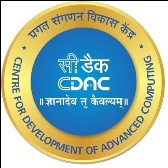 प्रगत संगणन विकास केंद्र
सी डैक
CDAC
॥ ज्ञानादेव तु कैवल्यम् ॥
CENTRE FOR DEVELOPMENT OF ADVANCED COMPUTING